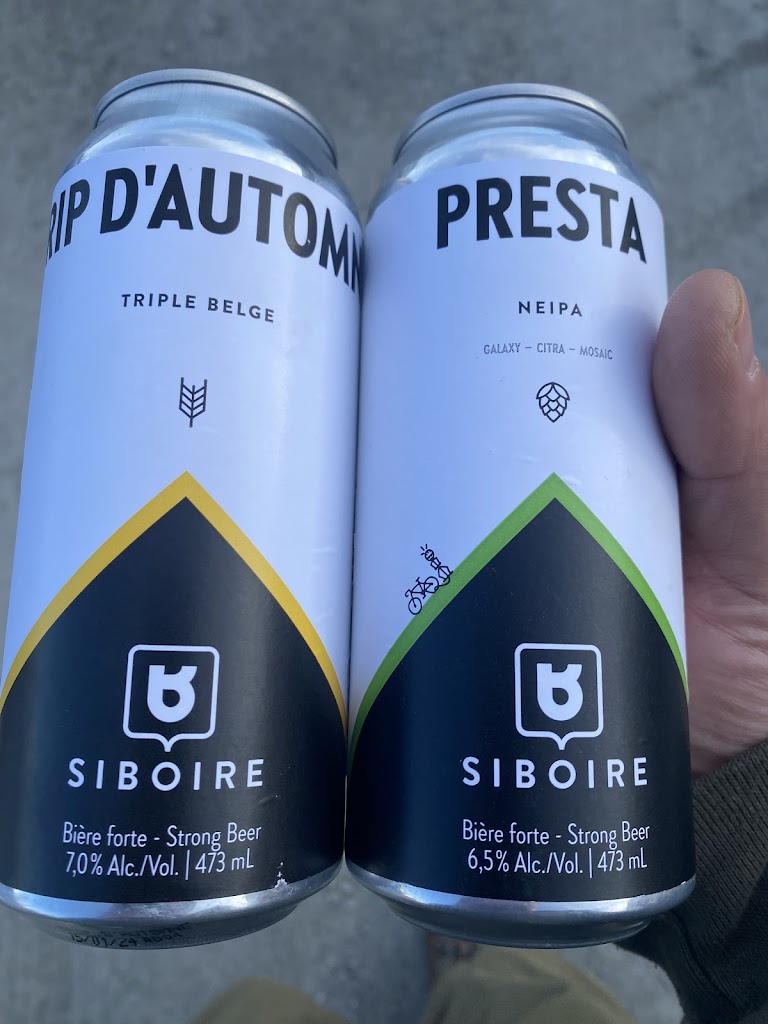 RIP D'AUTOMN
TRIPLE BELGE
SIBOIRE
Bière forte - Strong Beer
7,0% Alc./Vol. | 473 mL
PRESTA
NEIPA
GALAXY – CITRA – MOSAIC
SIBOIRE
Bière forte - Strong Beer
6,5% Alc./Vol. | 473 mL